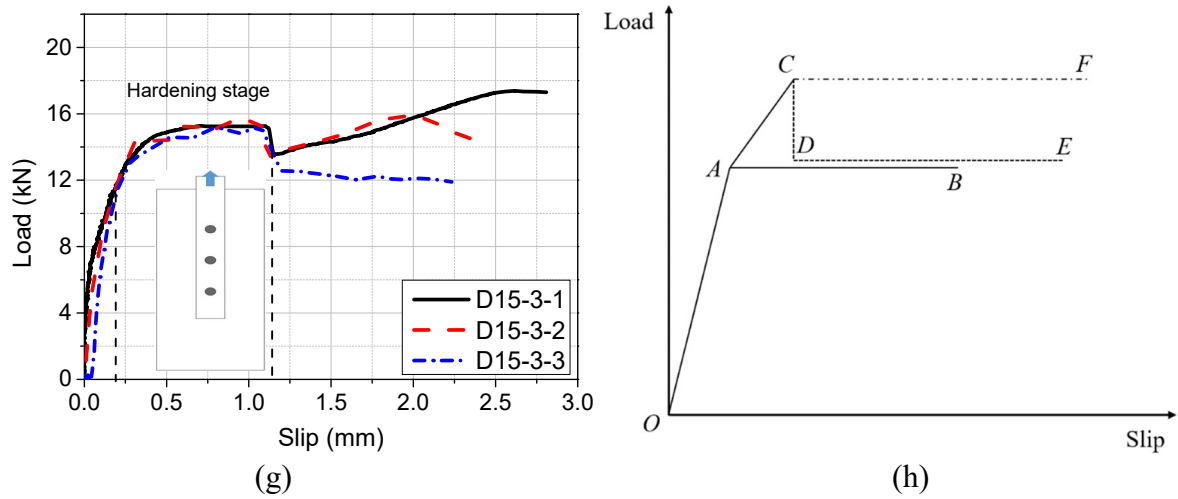 20
16
12
8
4
0
Load (kN)
Hardening stage
D15-3-1
D15-3-2
D15-3-3
0.0 0.5 1.0 1.5 2.0 2.5 3.0
Slip (mm)
(g)
Load
C
F
D
E
A
B
O
Slip
(h)